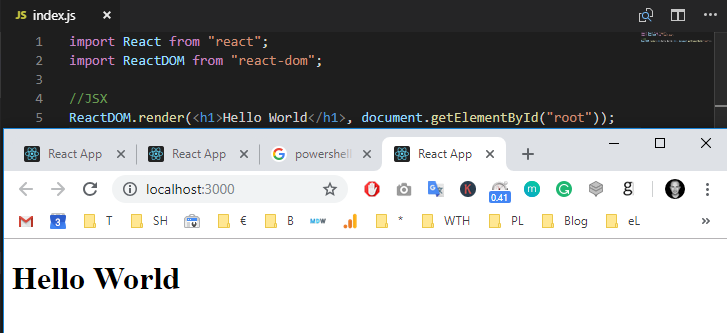 JS index.js
1 import React from "react";
2 import ReactDOM from "react-dom";
3
4 //JSX
5 ReactDOM.render(<h1>Hello World</h1>, document.getElementById("root"));
React App React App powershell React App
localhost:3000 K 0.41 m G g
M 3 T SH € B MDW * WTH PL Blog eL »
Hello World